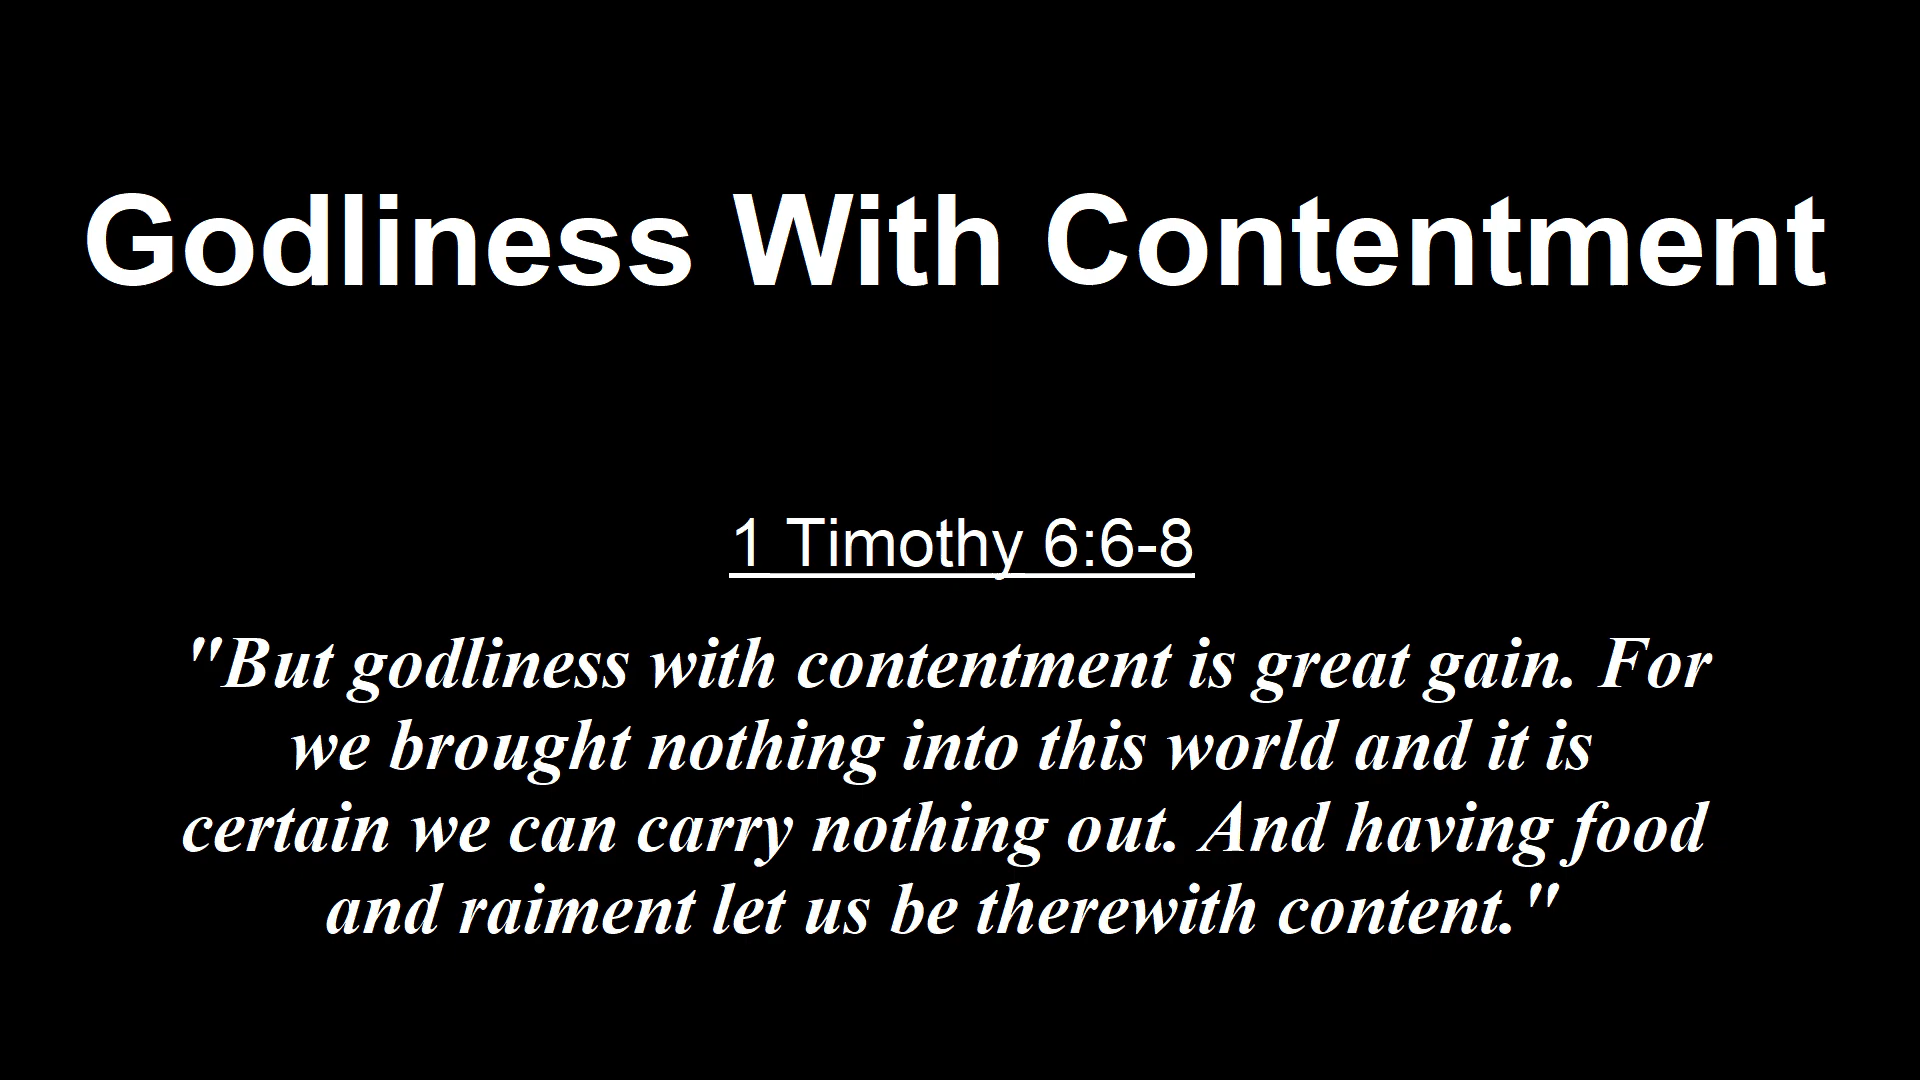 Godliness With Contentment
1 Timothy 6:6-8
"But godliness with contentment is great gain. For
we brought nothing into this world and it is
certain we can carry nothing out. And having food
and raiment let us be therewith content."